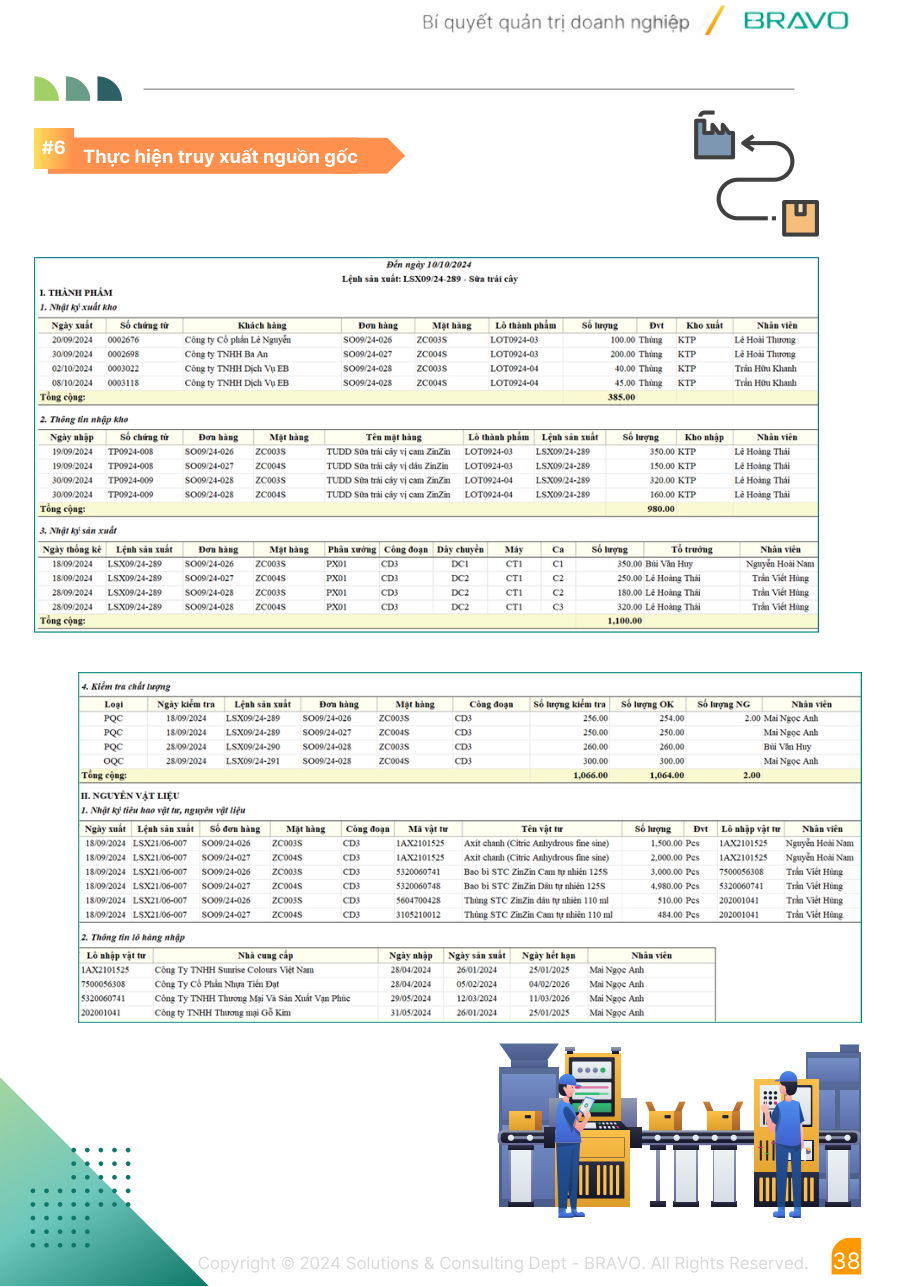 Bí quyết quản trị doanh nghiệp BRAVO
#6 Thực hiện truy xuất nguồn gốc
Đến ngày 10/10/2024
Lệnh sản xuất: LSX09/24-289 - Sữa trái cây
I. THÀNH PHẨM
1. Nhật ký xuất kho
Ngày xuất Số chứng từ Khách hàng Đơn hàng Mặt hàng Lô thành phẩm Số lượng Đvt Kho xuất Nhân viên
20/09/2024 0002676 Công ty Cổ phần Lê Nguyễn SO09/24-026 ZC003S LOT0924-03 100.00 Thùng KTP Lê Hoài Thương
30/09/2024 0002698 Công ty TNHH Ba An SO09/24-027 ZC004S LOT0924-03 200.00 Thùng KTP Lê Hoài Thương
02/10/2024 0003022 Công ty TNHH Dịch Vụ EB SO09/24-028 ZC003S LOT0924-04 40.00 Thùng KTP Trần Hữu Khanh
08/10/2024 0003118 Công ty TNHH Dịch Vụ EB SO09/24-028 ZC004S LOT0924-04 45.00 Thùng KTP Trần Hữu Khanh
Tổng cộng: 385.00
2. Thông tin nhập kho
Ngày nhập Số chứng từ Đơn hàng Mặt hàng Tên mặt hàng Lô thành phẩm Lệnh sản xuất Số lượng Kho nhập Nhân viên
19/09/2024 TP0924-008 SO09/24-026 ZC003S TUDD Sữa trái cây vị cam ZinZin LOT0924-03 LSX09/24-289 350.00 KTP Lê Hoàng Thái
19/09/2024 TP0924-008 SO09/24-027 ZC004S TUDD Sữa trái cây vị dâu ZinZin LOT0924-03 LSX09/24-289 150.00 KTP Lê Hoàng Thái
30/09/2024 TP0924-009 SO09/24-028 ZC003S TUDD Sữa trái cây vị cam ZinZin LOT0924-04 LSX09/24-289 320.00 KTP Lê Hoàng Thái
30/09/2024 TP0924-009 SO09/24-028 ZC004S TUDD Sữa trái cây vị cam ZinZin LOT0924-04 LSX09/24-289 160.00 KTP Lê Hoàng Thái
Tổng cộng: 980.00
3. Nhật ký sản xuất
Ngày thống kê Lệnh sản xuất Đơn hàng Mặt hàng Phân xưởng Công đoạn Dây chuyền Máy Ca Số lượng Tổ trưởng Nhân viên
18/09/2024 LSX09/24-289 SO09/24-026 ZC003S PX01 CD3 DC1 CT1 C1 350.00 Bùi Văn Huy Nguyễn Hoài Nam
18/09/2024 LSX09/24-289 SO09/24-027 ZC004S PX01 CD3 DC2 CT1 C2 250.00 Lê Hoàng Thái Trần Viết Hùng
28/09/2024 LSX09/24-289 SO09/24-028 ZC003S PX01 CD3 DC2 CT1 C2 180.00 Lê Hoàng Thái Trần Viết Hùng
28/09/2024 LSX09/24-289 SO09/24-028 ZC004S PX01 CD3 DC2 CT1 C3 320.00 Lê Hoàng Thái Trần Viết Hùng
Tổng cộng: 1,100.00
4. Kiểm tra chất lượng
Loại Ngày kiểm tra Lệnh sản xuất Đơn hàng Mặt hàng Công đoạn Số lượng kiểm tra Số lượng OK Số lượng NG Nhân viên
PQC 18/09/2024 LSX09/24-289 SO09/24-026 ZC003S CD3 256.00 254.00 2.00 Mai Ngọc Anh
PQC 18/09/2024 LSX09/24-289 SO09/24-027 ZC004S CD3 250.00 250.00 Mai Ngọc Anh
PQC 28/09/2024 LSX09/24-290 SO09/24-028 ZC003S CD3 260.00 260.00 Bùi Văn Huy
OQC 28/09/2024 LSX09/24-291 SO09/24-028 ZC004S CD3 300.00 300.00 Mai Ngọc Anh
Tổng cộng: 1,066.00 1,064.00 2.00
II. NGUYÊN VẬT LIỆU
1. Nhật ký tiêu hao vật tư, nguyên vật liệu
Ngày xuất Lệnh sản xuất Số đơn hàng Mặt hàng Công đoạn Mã vật tư Tên vật tư Số lượng Đvt Lô nhập vật tư Nhân viên
18/09/2024 LSX21/06-007 SO09/24-026 ZC003S CD3 1AX2101525 Axít chanh (Citric Anhydrous fine sine) 1,500.00 Pcs 1AX2101525 Nguyễn Hoài Nam
18/09/2024 LSX21/06-007 SO09/24-027 ZC004S CD3 1AX2101525 Axít chanh (Citric Anhydrous fine sine) 2,000.00 Pcs 1AX2101525 Nguyễn Hoài Nam
18/09/2024 LSX21/06-007 SO09/24-026 ZC003S CD3 5320060741 Bao bì STC ZinZin Cam tự nhiên 125S 3,000.00 Pcs 7500056308 Trần Viết Hùng
18/09/2024 LSX21/06-007 SO09/24-027 ZC004S CD3 5320060748 Bao bì STC ZinZin Dâu tự nhiên 125S 4,980.00 Pcs 5320060741 Trần Viết Hùng
18/09/2024 LSX21/06-007 SO09/24-026 ZC003S CD3 5604700428 Thùng STC ZinZin dâu tự nhiên 110 ml 510.00 Pcs 202001041 Trần Viết Hùng
18/09/2024 LSX21/06-007 SO09/24-027 ZC004S CD3 3105210012 Thùng STC ZinZin Cam tự nhiên 110 ml 484.00 Pcs 202001041 Trần Viết Hùng
2. Thông tin lô hàng nhập
Lô nhập vật tư Nhà cung cấp Ngày nhập Ngày sản xuất Ngày hết hạn Nhân viên
1AX2101525 Công Ty TNHH Sunrise Colours Việt Nam 28/04/2024 26/01/2024 25/01/2025 Mai Ngọc Anh
7500056308 Công Ty Cổ Phần Nhựa Tiến Đạt 28/04/2024 05/02/2024 04/02/2026 Mai Ngọc Anh
5320060741 Công Ty TNHH Thương Mại Và Sản Xuất Vạn Phúc 29/05/2024 12/03/2024 11/03/2026 Mai Ngọc Anh
202001041 Công ty TNHH Thương mại Gỗ Kim 31/05/2024 26/01/2024 25/01/2025 Mai Ngọc Anh
Copyright © 2024 Solutions & Consulting Dept - BRAVO. All Rights Reserved. 38